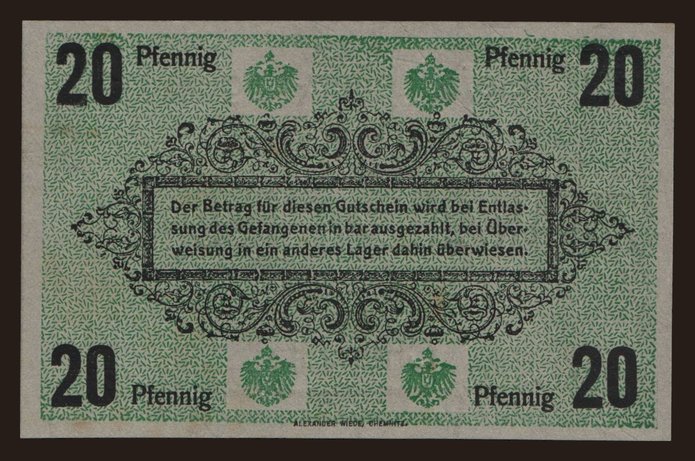 20 Pfennig Pfennig 20
Der Betrag für diesen Gutschein wird bei Entlas-
sung des Gefangenen in bar ausgezahlt, bei Über-
weisung in ein anderes Lager dahin überwiesen.
20 Pfennig Pfennig 20
ALEXANDER WIEDE, CHEMNITZ.